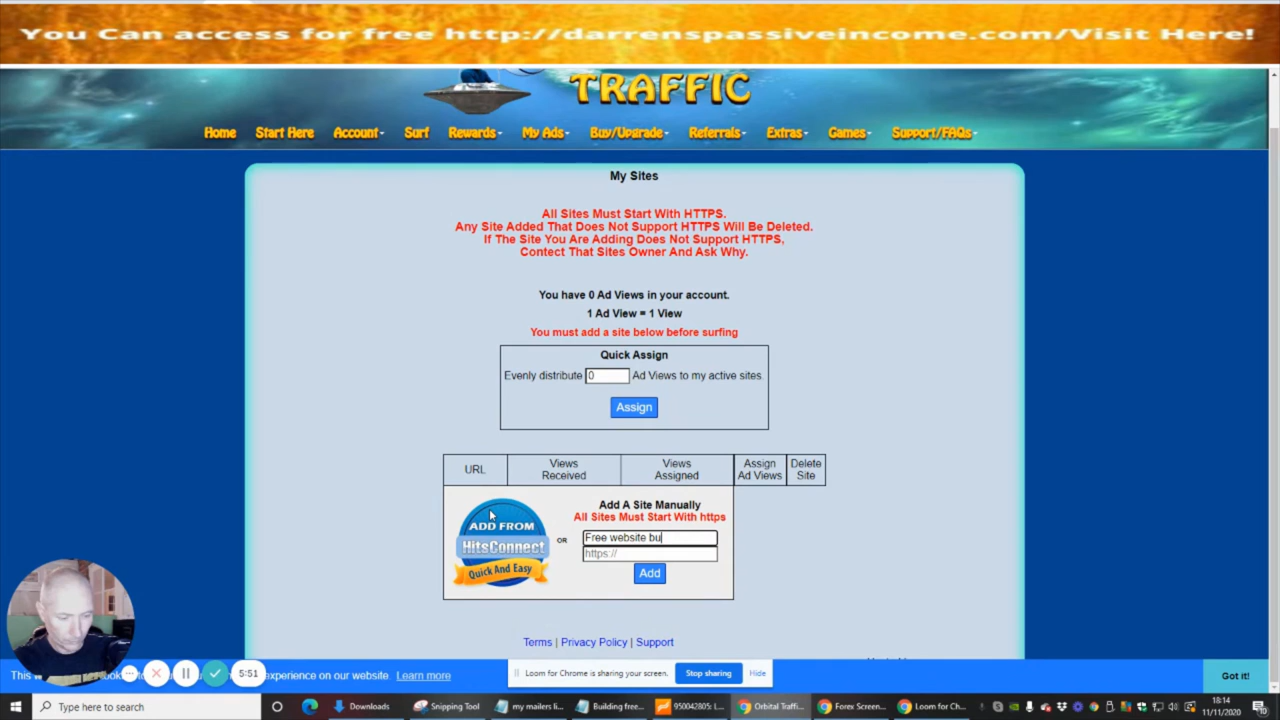 You Can access for free http://darrenspassiveincome.com/Visit Here!
TRAFFIC
Home Start Here Account Surf Rewards My Ads Buy/Upgrade Referrals Extras Games Support/FAQs
My Sites
All Sites Must Start With HTTPS.
Any Site Added That Does Not Support HTTPS Will Be Deleted.
If The Site You Are Adding Does Not Support HTTPS,
Contect That Sites Owner And Ask Why.
You have 0 Ad Views in your account.
1 Ad View = 1 View
You must add a site below before surfing
Quick Assign
Evenly distribute 0 Ad Views to my active sites.
Assign
URL Views Received Views Assigned Assign Ad Views Delete Site
ADD FROM
HitsConnect
Quick And Easy
OR
Add A Site Manually
All Sites Must Start With https
Free website bu
https://
Add
Terms | Privacy Policy | Support
This experience on our website. Learn more
5:51
Loom for Chrome is sharing your screen. Stop sharing Hide
Got it!
Type here to search
Downloads
Snipping Tool
my mailers li...
Building free...
950042805: L...
Orbital Traffi...
Forex Screen...
Loom for Ch...
18:14
11/11/2020